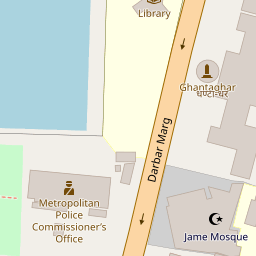 Library
Ghantaghar
घण्टा-घर
Darbar Marg
Metropolitan
Police
Commissioner's
Office
Jame Mosque